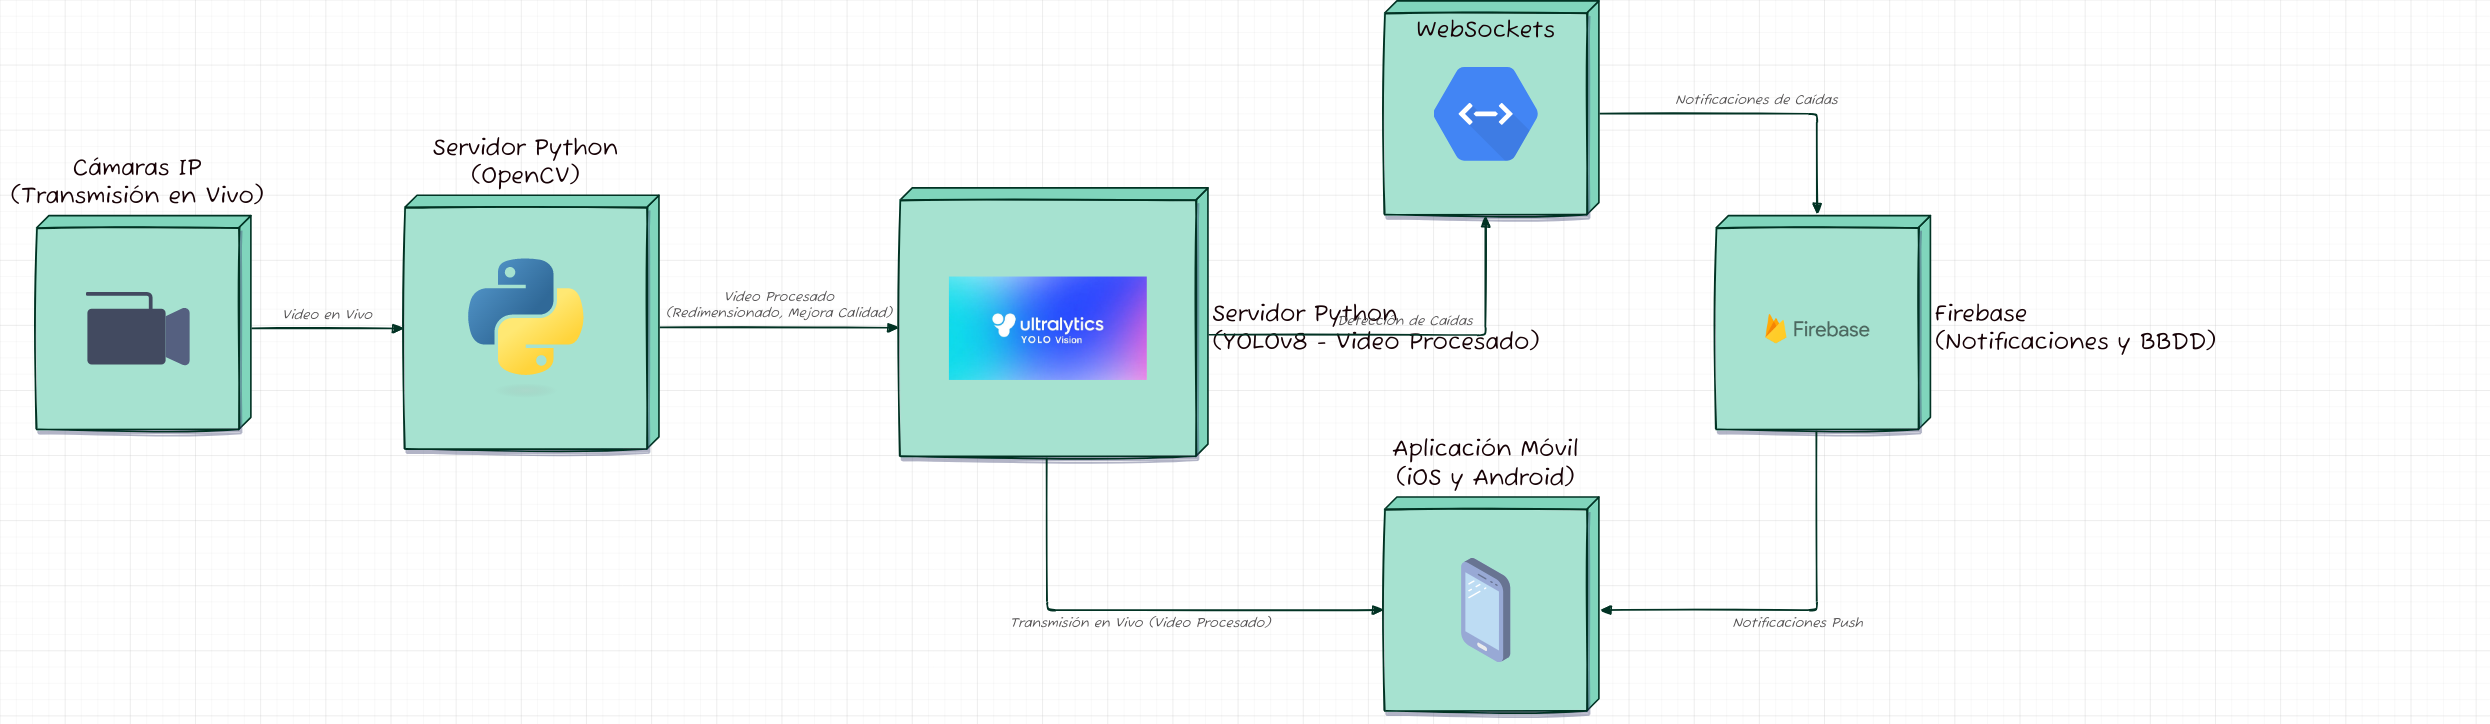 WebSockets
Notificaciones de Caídas
Cámaras IP
(Transmisión en Vivo)
Servidor Python
(OpenCV)
Video en Vivo
Video Procesado
(Redimensionado, Mejora Calidad)
ultralytics
YOLO Vision
Servidor Python
(YOLOv8 - Video Procesado)
Detección de Caídas
Firebase
Firebase
(Notificaciones y BBDD)
Aplicación Móvil
(iOS y Android)
Transmisión en Vivo (Video Procesado)
Notificaciones Push